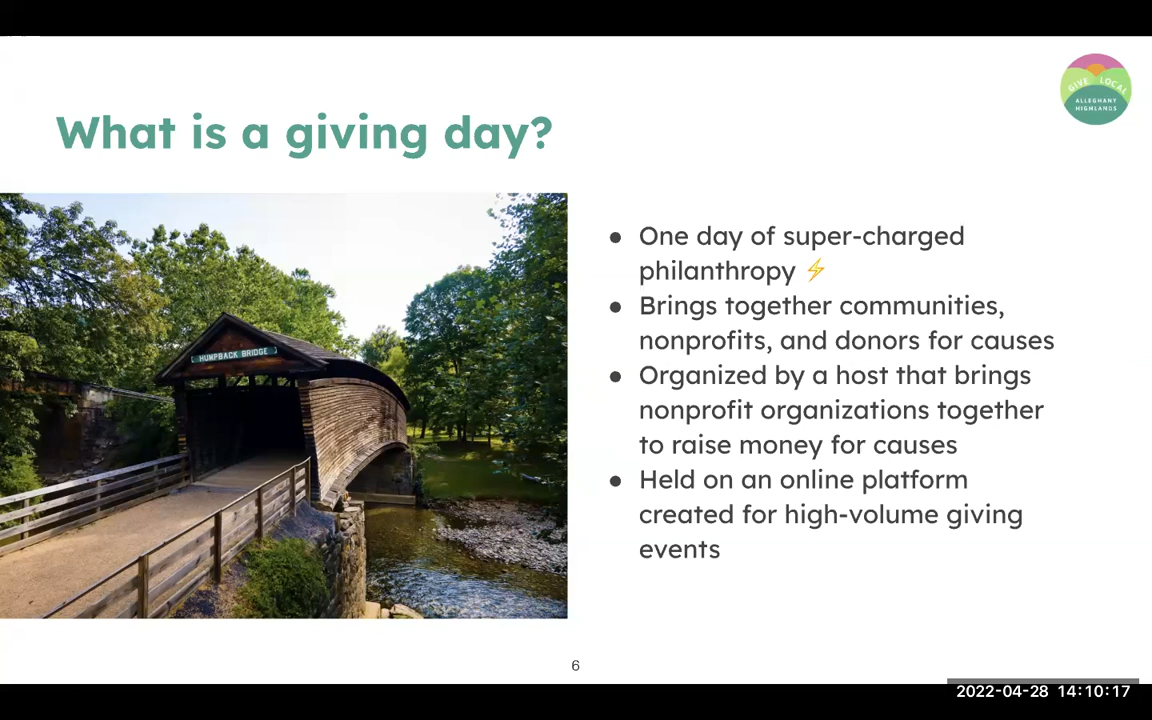 GIVE LOCAL
ALLEGHANY
HIGHLANDS
What is a giving day?
HUMPBACK BRIDGE
● One day of super-charged
philanthropy ⚡
● Brings together communities,
nonprofits, and donors for causes
● Organized by a host that brings
nonprofit organizations together
to raise money for causes
● Held on an online platform
created for high-volume giving
events
6
2022-04-28 14:10:17